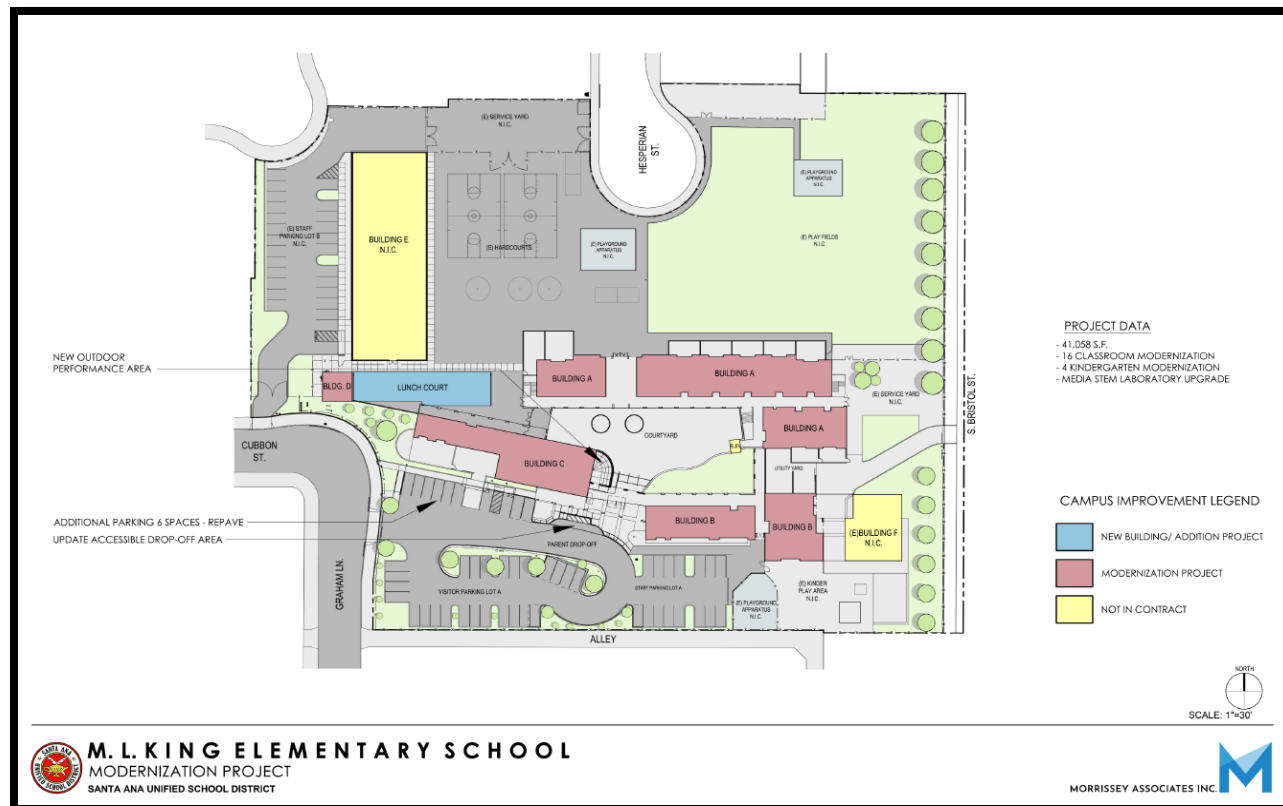 (E) SERVICE YARD
N.I.C.
HESPERIAN
ST.
(E) PLAYGROUND
APPARATUS
N.I.C.
(E) STAFF
PARKING LOT B
N.I.C.
BUILDING E
N.I.C.
(E) HARDCOURTS
(E) PLAYGROUND
APPARATUS
N.I.C.
(E) PLAY FIELDS
N.I.C
NEW OUTDOOR
PERFORMANCE AREA
BLDG. D
LUNCH COURT
BUILDING A
BUILDING A
(E) SERVICE YARD
N.I.C.
S. BRISTOL ST.
PROJECT DATA
- 41,058 S.F.
- 16 CLASSROOM MODERNIZATION
- 4 KINDERGARTEN MODERNIZATION
- MEDIA STEM LABORATORY UPGRADE
CUBBON
ST.
COURTYARD
BUILDING A
BUILDING C
UTILITY YARD
ADDITIONAL PARKING 6 SPACES - REPAVE
UPDATE ACCESSIBLE DROP-OFF AREA
BUILDING B
BUILDING B
(E)BUILDING F
N.I.C.
PARENT DROP-OFF
GRAHAM LN.
VISITOR PARKING LOT A
STAFF PARKING LOT A
(E) PLAYGROUND
APPARATUS
N.I.C.
(E) KINDER
PLAY AREA
N.I.C.
ALLEY
CAMPUS IMPROVEMENT LEGEND
NEW BUILDING/ ADDITION PROJECT
MODERNIZATION PROJECT
NOT IN CONTRACT
NORTH
SCALE: 1"=30'
SANTA ANA
UNIFIED SCHOOL DISTRICT
M. L. KING ELEMENTARY SCHOOL
MODERNIZATION PROJECT
SANTA ANA UNIFIED SCHOOL DISTRICT
MORRISSEY ASSOCIATES INC.